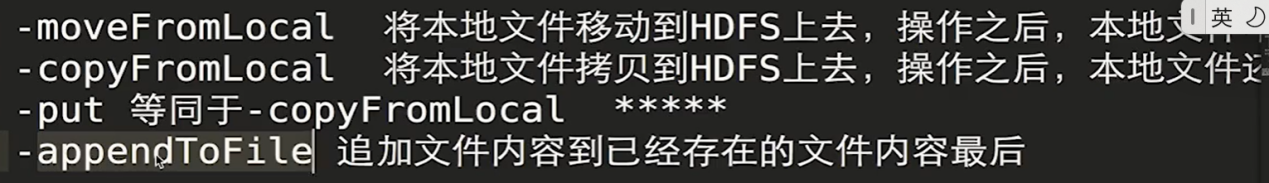 -moveFromLocal 将本地文件移动到HDFS上去，操作之后，本地文件
英
-copyFromLocal 将本地文件拷贝到HDFS上去，操作之后，本地文件还
-put 等同于-copyFromLocal *****
-appendToFile 追加文件内容到已经存在的文件内容最后